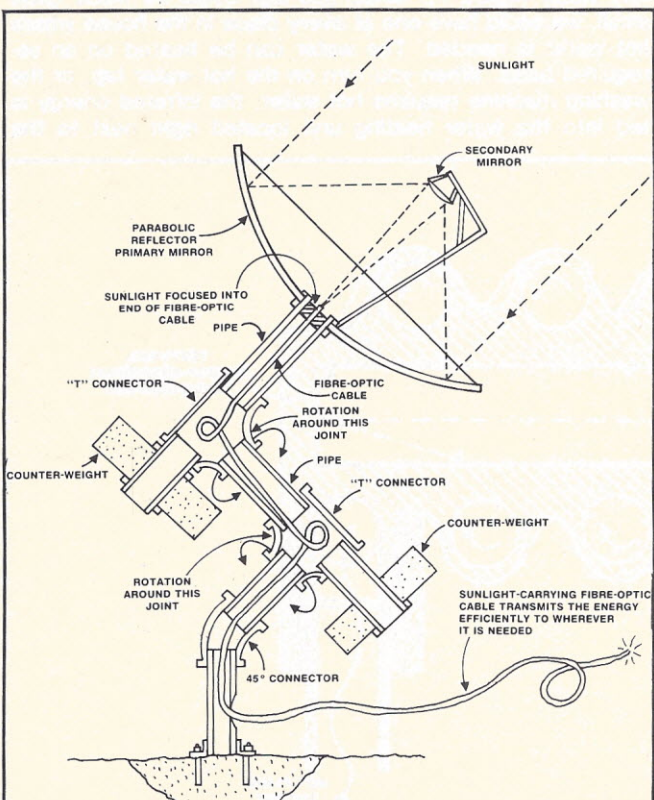 SUNLIGHT
SECONDARY
MIRROR
PARABOLIC
REFLECTOR
PRIMARY MIRROR
SUNLIGHT FOCUSED INTO
END OF FIBRE-OPTIC
CABLE
PIPE
"T" CONNECTOR
FIBRE-OPTIC
CABLE
ROTATION
AROUND THIS
JOINT
COUNTER-WEIGHT
PIPE
"T" CONNECTOR
COUNTER-WEIGHT
ROTATION
AROUND THIS
JOINT
SUNLIGHT-CARRYING FIBRE-OPTIC
CABLE TRANSMITS THE ENERGY
EFFICIENTLY TO WHEREVER
IT IS NEEDED
45° CONNECTOR